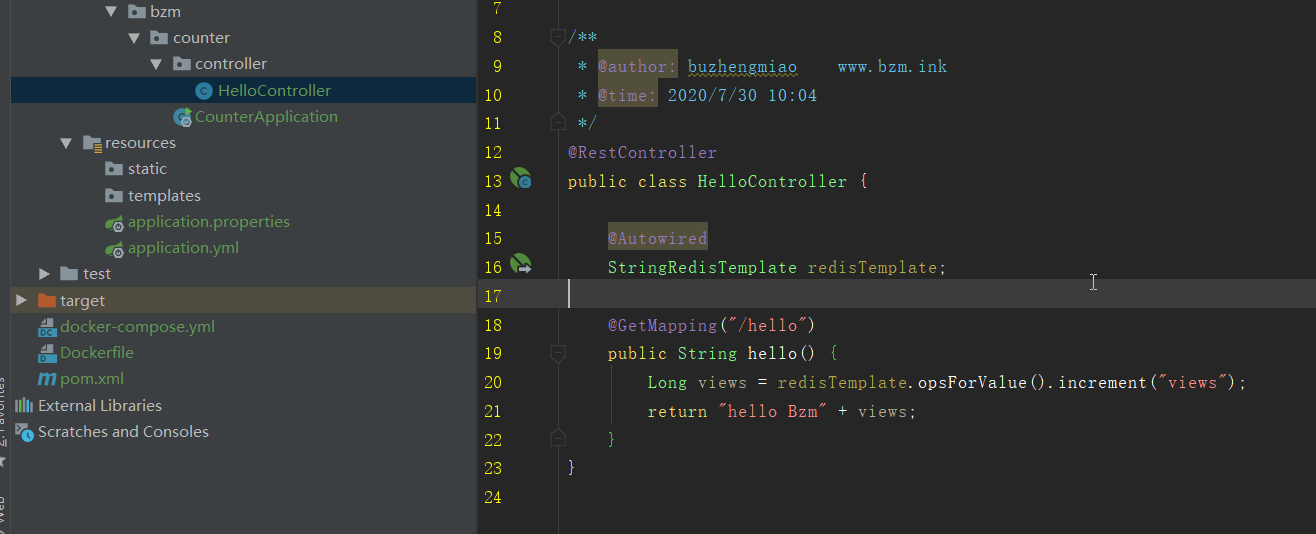 bzm
counter
controller
HelloController
CounterApplication
resources
static
templates
application.properties
application.yml
test
target
docker-compose.yml
Dockerfile
pom.xml
External Libraries
Scratches and Consoles
Web
7
8 /**
9 * @author: buzhengmiao www.bzm.ink
10 * @time: 2020/7/30 10:04
11 */
12 @RestController
13 public class HelloController {
14
15 @Autowired
16 StringRedisTemplate redisTemplate;
17
18 @GetMapping("/hello")
19 public String hello() {
20 Long views = redisTemplate.opsForValue().increment("views");
21 return "hello Bzm" + views;
22 }
23 }
24